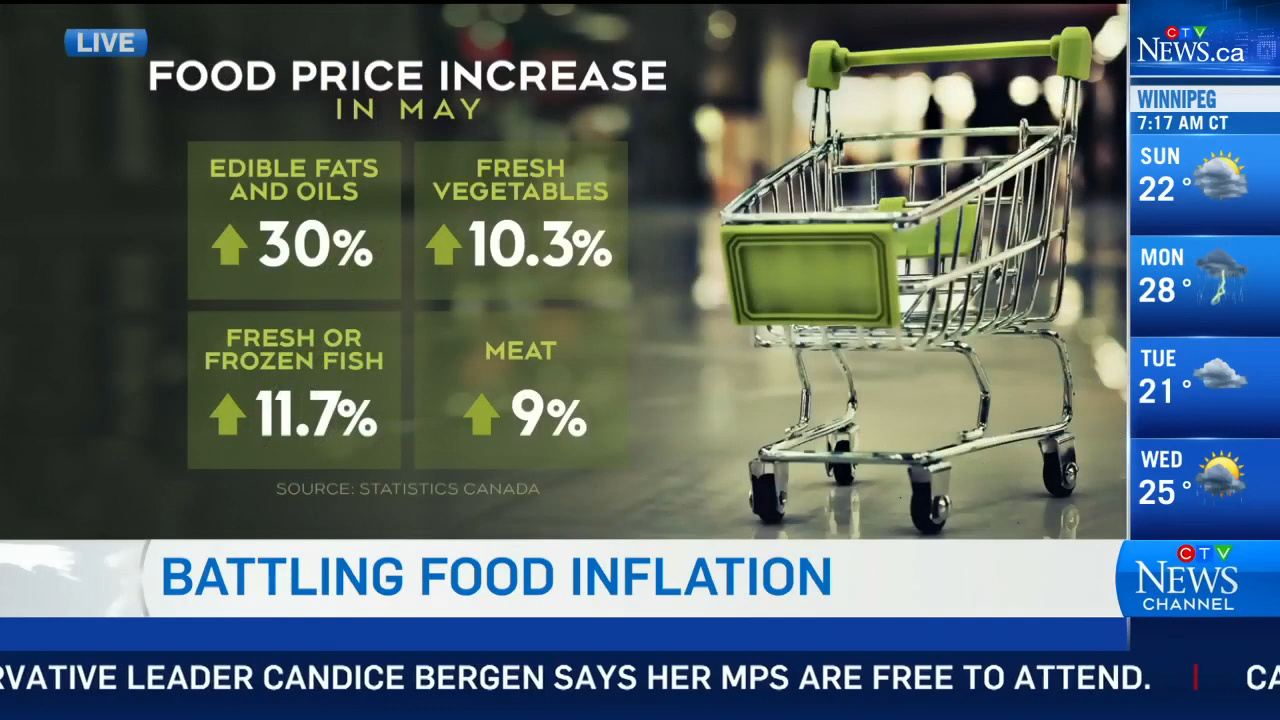 LIVE
FOOD PRICE INCREASE
IN MAY
EDIBLE FATS
AND OILS
30%
FRESH
VEGETABLES
10.3%
FRESH OR
FROZEN FISH
11.7%
MEAT
9%
SOURCE: STATISTICS CANADA
BATTLING FOOD INFLATION
RVATIVE LEADER CANDICE BERGEN SAYS HER MPS ARE FREE TO ATTEND. | CA
CTV
NEWS.ca
WINNIPEG
7:17 AM CT
SUN
22°
MON
28°
TUE
21°
WED
25°
CTV
NEWS
CHANNEL